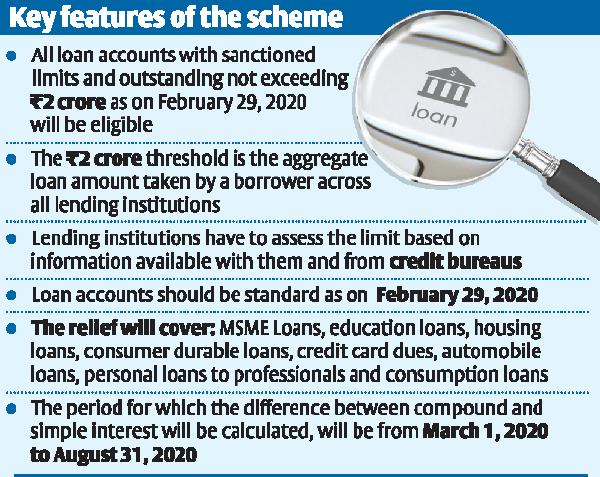 Key features of the scheme
All loan accounts with sanctioned
limits and outstanding not exceeding
₹2 crore as on February 29, 2020
will be eligible
loan
The ₹2 crore threshold is the aggregate
loan amount taken by a borrower across
all lending institutions
Lending institutions have to assess the limit based on
information available with them and from credit bureaus
Loan accounts should be standard as on February 29, 2020
The relief will cover: MSME Loans, education loans, housing
loans, consumer durable loans, credit card dues, automobile
loans, personal loans to professionals and consumption loans
The period for which the difference between compound and
simple interest will be calculated, will be from March 1, 2020
to August 31, 2020